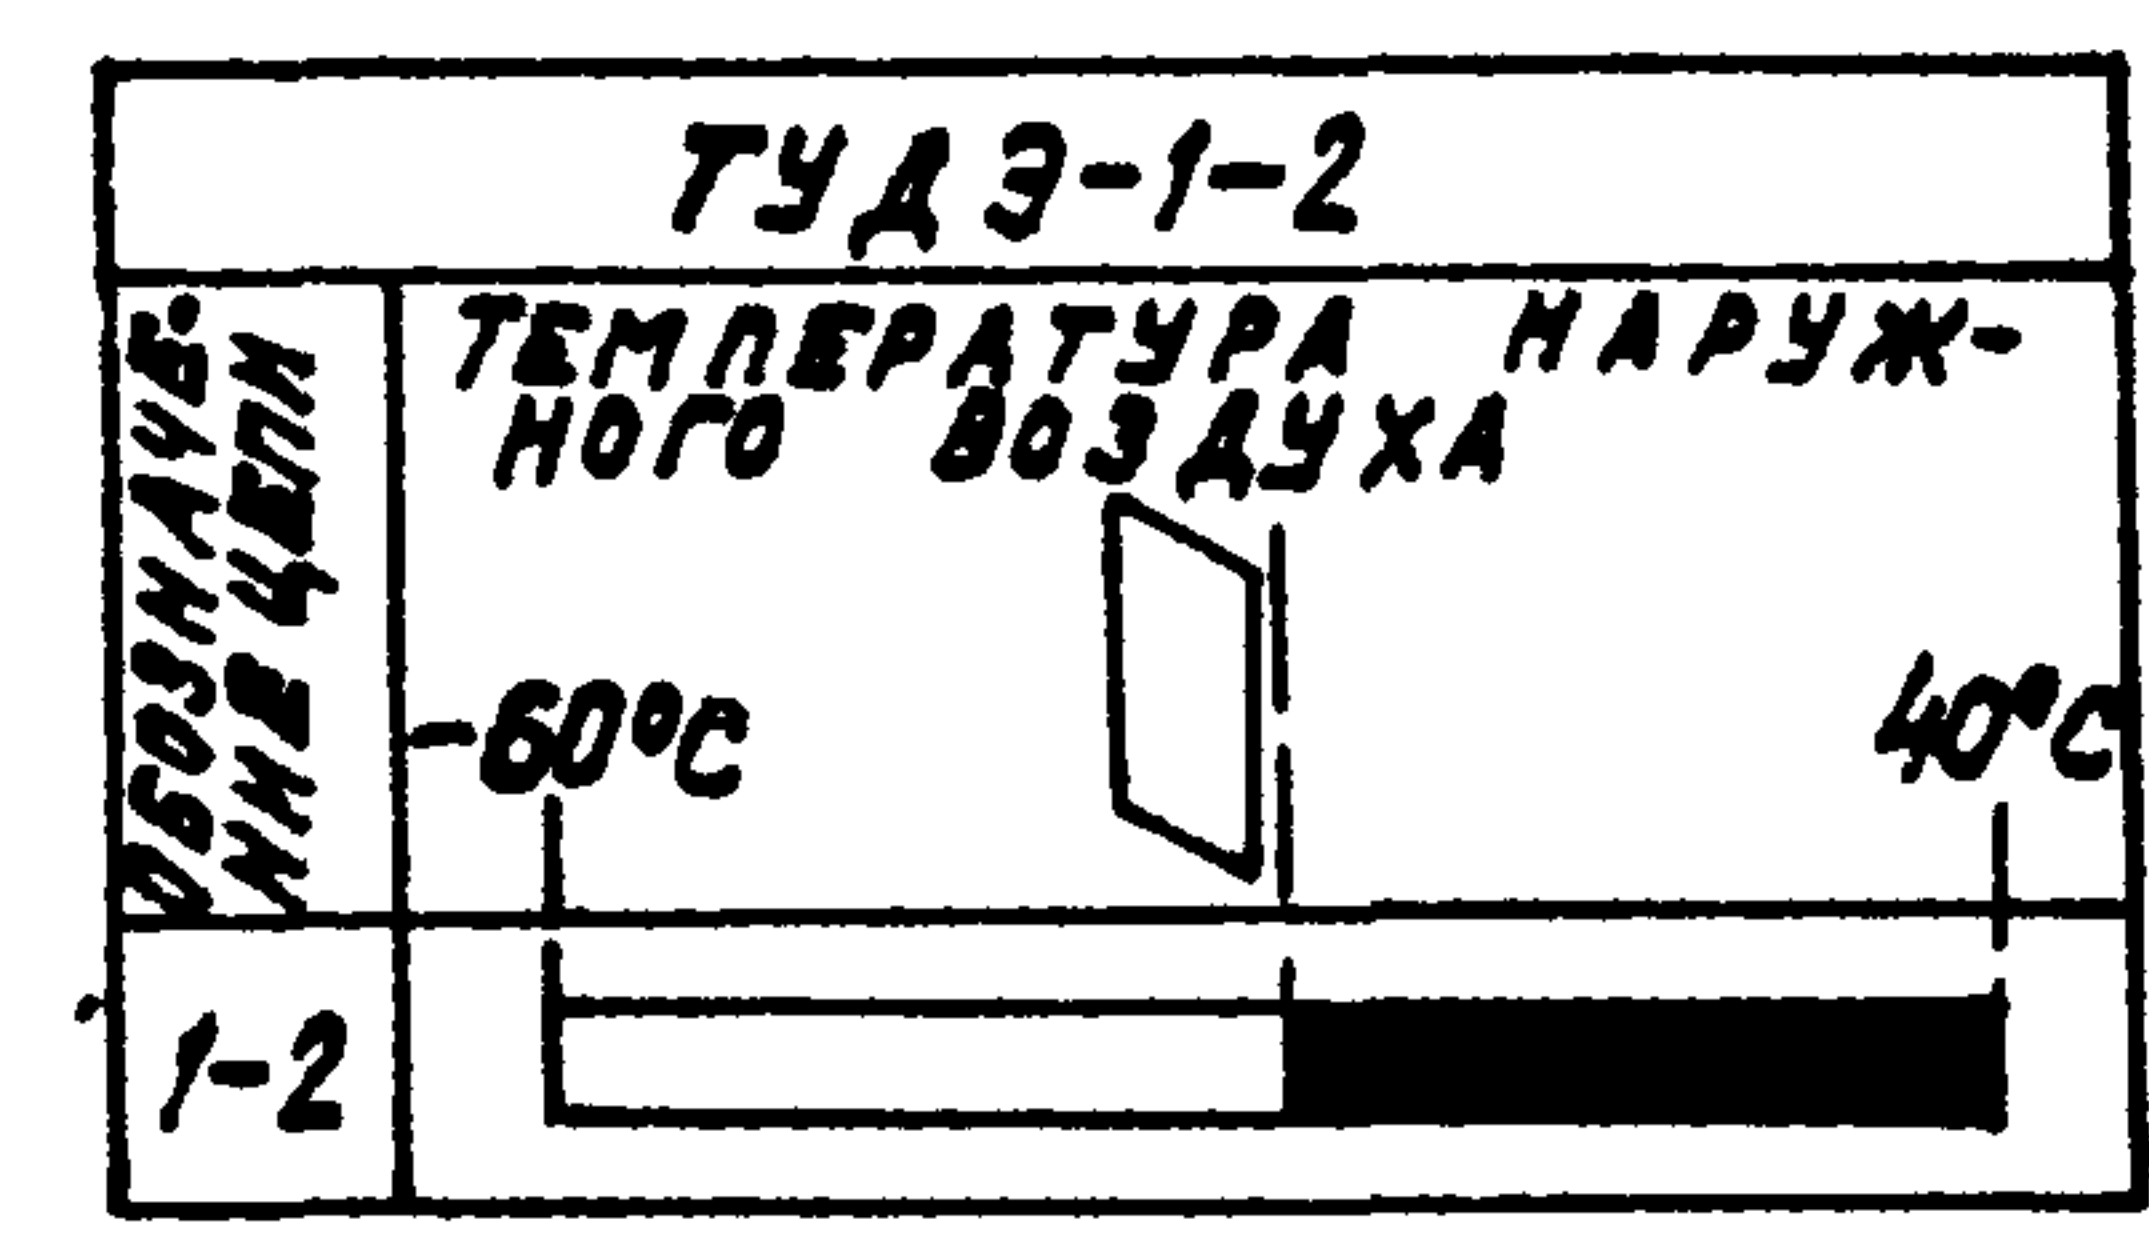 ТУДЭ-1-2
ОБОЗНАЧЕ-
НИЕ ЦЕПИ
ТЕМПЕРАТУРА НАРУЖ-
НОГО ВОЗДУХА
-60°С
40°С
1-2